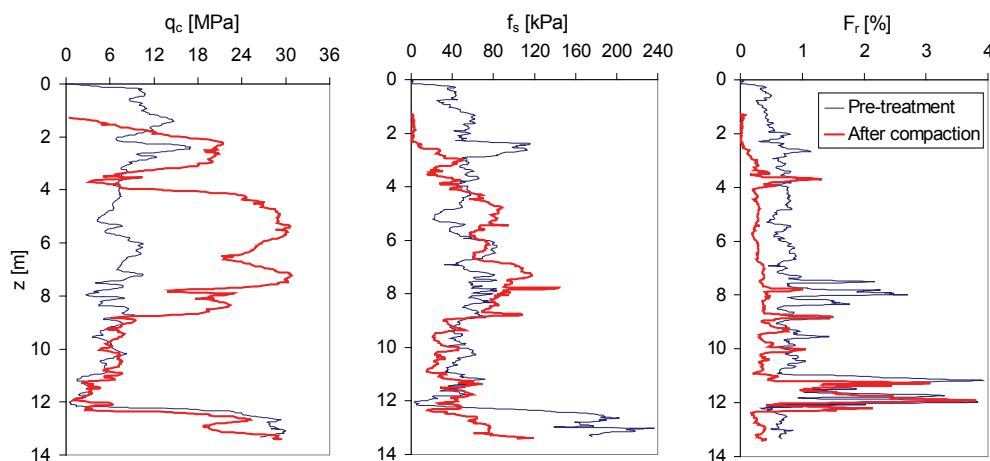 q_c [MPa] f_s [kPa] F_r [%]
0 6 12 18 24 30 36 0 40 80 120 160 200 240 0 1 2 3 4
0 0 0
Pre-treatment
After compaction
2 2 2
4 4 4
6 6 6
z [m]
8 8 8
10 10 10
12 12 12
14 14 14